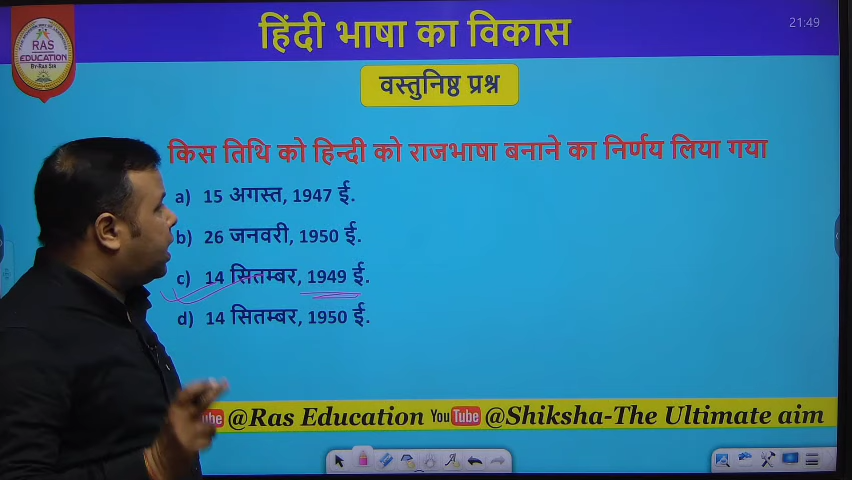 हिंदी भाषा का विकास
21:49
RAS
EDUCATION
वस्तुनिष्ठ प्रश्न
किस तिथि को हिन्दी को राजभाषा बनाने का निर्णय लिया गया
a) 15 अगस्त, 1947 ई.
b) 26 जनवरी, 1950 ई.
c) 14 सितम्बर, 1949 ई.
d) 14 सितम्बर, 1950 ई.
@Ras Education YouTube @Shiksha-The Ultimate aim